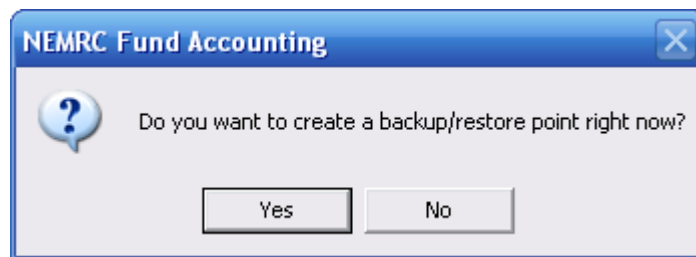 NEMRC Fund Accounting
Do you want to create a backup/restore point right now?
Yes
No